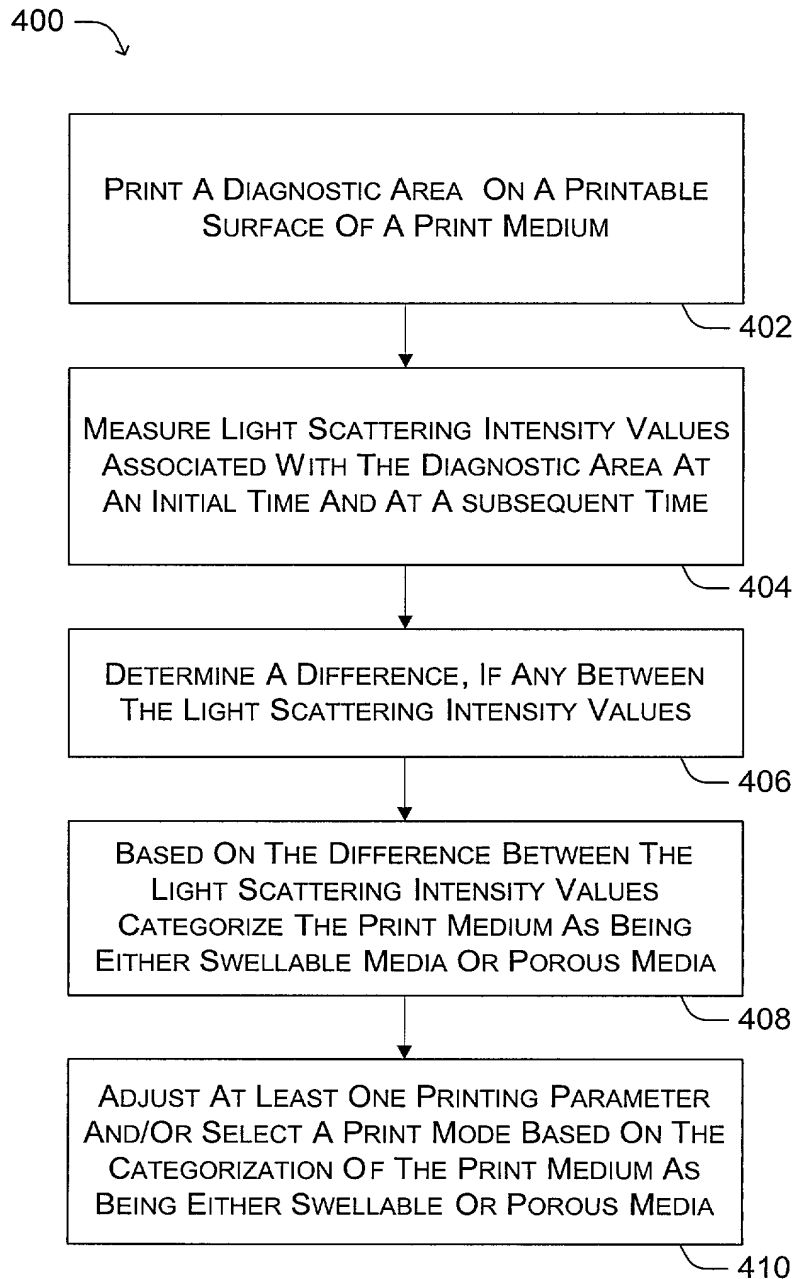 400
PRINT A DIAGNOSTIC AREA ON A PRINTABLE
SURFACE OF A PRINT MEDIUM
402
MEASURE LIGHT SCATTERING INTENSITY VALUES
ASSOCIATED WITH THE DIAGNOSTIC AREA AT
AN INITIAL TIME AND AT A SUBSEQUENT TIME
404
DETERMINE A DIFFERENCE, IF ANY BETWEEN
THE LIGHT SCATTERING INTENSITY VALUES
406
BASED ON THE DIFFERENCE BETWEEN THE
LIGHT SCATTERING INTENSITY VALUES
CATEGORIZE THE PRINT MEDIUM AS BEING
EITHER SWELLABLE MEDIA OR POROUS MEDIA
408
ADJUST AT LEAST ONE PRINTING PARAMETER
AND/OR SELECT A PRINT MODE BASED ON THE
CATEGORIZATION OF THE PRINT MEDIUM AS
BEING EITHER SWELLABLE OR POROUS MEDIA
410